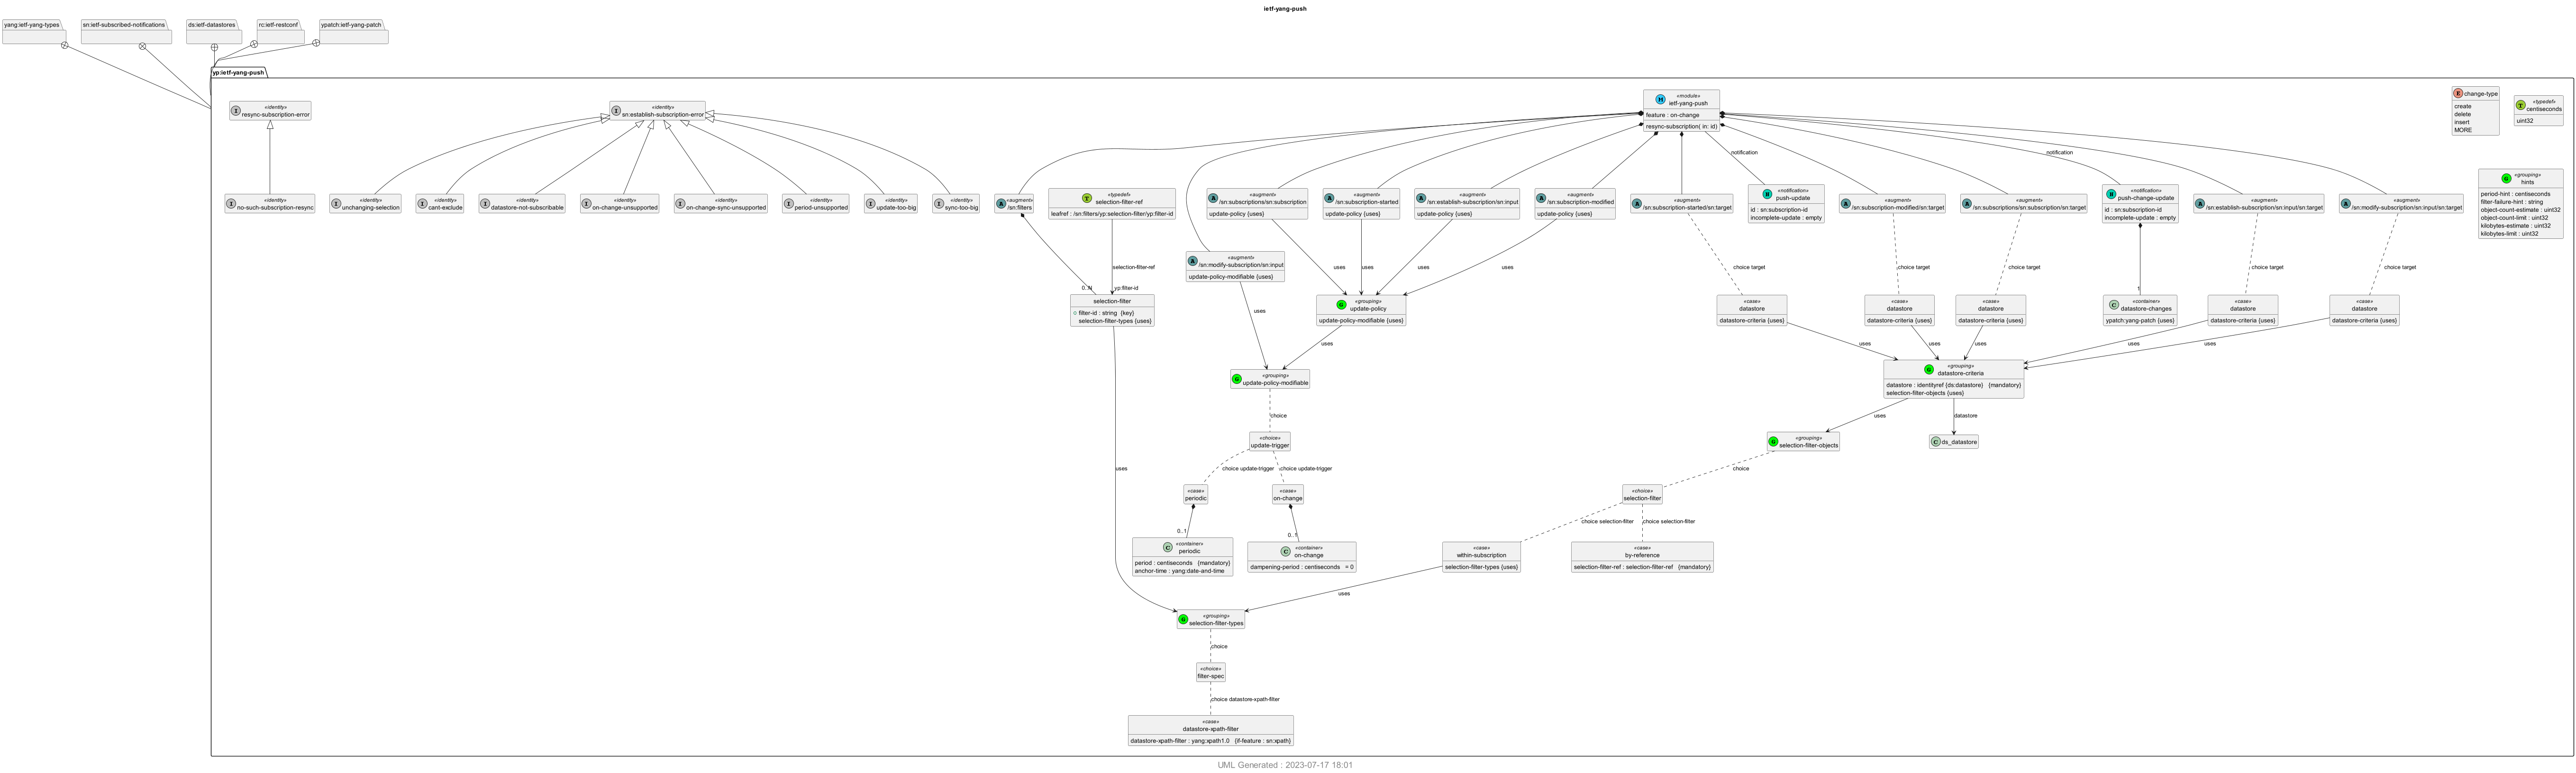 ietf-yang-push
yang:ietf-yang-types
sn:ietf-subscribed-notifications
ds:ietf-datastores
rc:ietf-restconf
ypatch:ietf-yang-patch
yp:ietf-yang-push
«identity»
resync-subscription-error
«identity»
sn:establish-subscription-error
«module»
ietf-yang-push
feature : on-change
resync-subscription( in: id)
change-type
create
delete
insert
MORE
«typedef»
centiseconds
uint32
notification
notification
«identity»
no-such-subscription-resync
«identity»
unchanging-selection
«identity»
cant-exclude
«identity»
datastore-not-subscribable
«identity»
on-change-unsupported
«identity»
on-change-sync-unsupported
«identity»
period-unsupported
«identity»
update-too-big
«identity»
sync-too-big
«augment»
/sn:filters
«typedef»
selection-filter-ref
leafref : /sn:filters/yp:selection-filter/yp:filter-id
«augment»
/sn:subscriptions/sn:subscription
update-policy {uses}
«augment»
/sn:subscription-started
update-policy {uses}
«augment»
/sn:establish-subscription/sn:input
update-policy {uses}
«augment»
/sn:subscription-modified
update-policy {uses}
«augment»
/sn:subscription-started/sn:target
«notification»
push-update
id : sn:subscription-id
incomplete-update : empty
«augment»
/sn:subscription-modified/sn:target
«augment»
/sn:subscriptions/sn:subscription/sn:target
«notification»
push-change-update
id : sn:subscription-id
incomplete-update : empty
«augment»
/sn:establish-subscription/sn:input/sn:target
«augment»
/sn:modify-subscription/sn:input/sn:target
«grouping»
hints
period-hint : centiseconds
filter-failure-hint : string
object-count-estimate : uint32
object-count-limit : uint32
kilobytes-estimate : uint32
kilobytes-limit : uint32
«augment»
/sn:modify-subscription/sn:input
update-policy-modifiable {uses}
selection-filter-ref
uses
uses
uses
uses
choice target
choice target
choice target
choice target
choice target
0..N
yp:filter-id
1
selection-filter
filter-id : string {key}
selection-filter-types {uses}
«grouping»
update-policy
update-policy-modifiable {uses}
«case»
datastore
datastore-criteria {uses}
«case»
datastore
datastore-criteria {uses}
«case»
datastore
datastore-criteria {uses}
«container»
datastore-changes
ypatch:yang-patch {uses}
«case»
datastore
datastore-criteria {uses}
«case»
datastore
datastore-criteria {uses}
uses
uses
uses
uses
uses
uses
uses
«grouping»
update-policy-modifiable
«grouping»
datastore-criteria
datastore : identityref {ds:datastore} {mandatory}
selection-filter-objects {uses}
choice
uses
datastore
«choice»
update-trigger
«grouping»
selection-filter-objects
ds_datastore
uses
choice update-trigger
choice update-trigger
choice
«case»
periodic
«case»
on-change
«choice»
selection-filter
choice selection-filter
choice selection-filter
0..1
0..1
«container»
periodic
period : centiseconds {mandatory}
anchor-time : yang:date-and-time
«container»
on-change
dampening-period : centiseconds = 0
«case»
within-subscription
selection-filter-types {uses}
«case»
by-reference
selection-filter-ref : selection-filter-ref {mandatory}
uses
«grouping»
selection-filter-types
choice
«choice»
filter-spec
choice datastore-xpath-filter
«case»
datastore-xpath-filter
datastore-xpath-filter : yang:xpath1.0 {if-feature : sn:xpath}
UML Generated : 2023-07-17 18:01